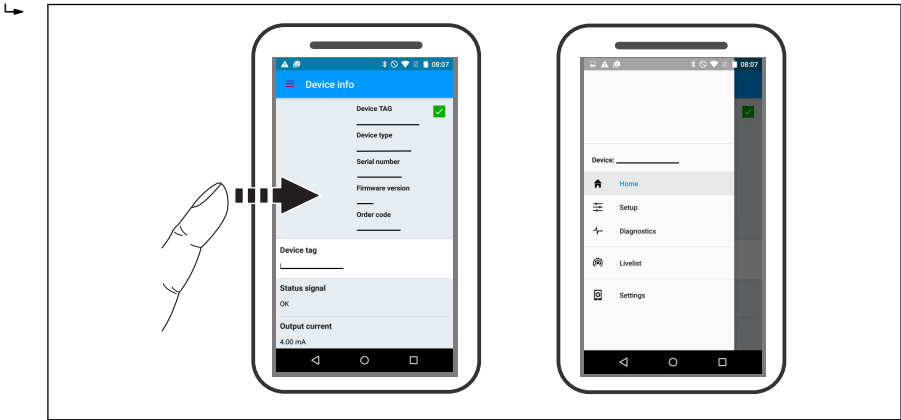 08:07
Device info
Device TAG
Device type
Serial number
Firmware version
Order code
Device tag
Status signal
OK
Output current
4.00 mA
08:07
Device:
Home
Setup
Diagnostics
Livelist
Settings